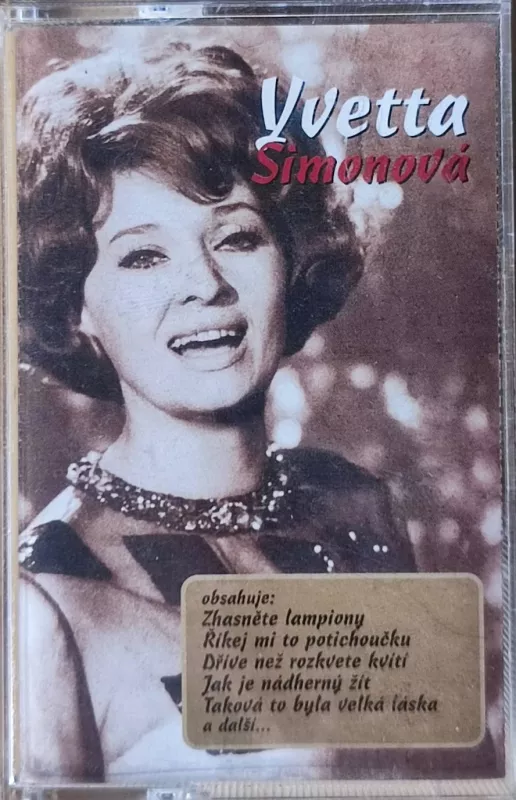 Yvetta
Simonová
obsahuje:
Zhasněte lampiony
Říkej mi to potichoučku
Dříve než rozkvete kvítí
Jak je nádherný žít
Taková to byla velká láska
a další...